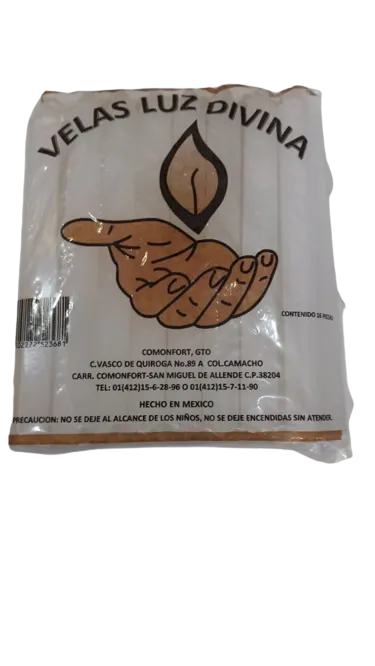 VELAS LUZ DIVINA
CONTENIDO
COMONFORT, GTO
C.VASCO DE QUIROGA No.89 A COL.CAMACHO
CARR. COMONFORT-SAN MIGUEL DE ALLENDE C.P.38204
TEL: 01(412)15-6-28-96 O 01(412)15-7-11-90
HECHO EN MEXICO
PRECAUCION: NO SE DEJE AL ALCANCE DE LOS NIÑOS, NO SE DEJE ENCENDIDAS SIN ATENDER.